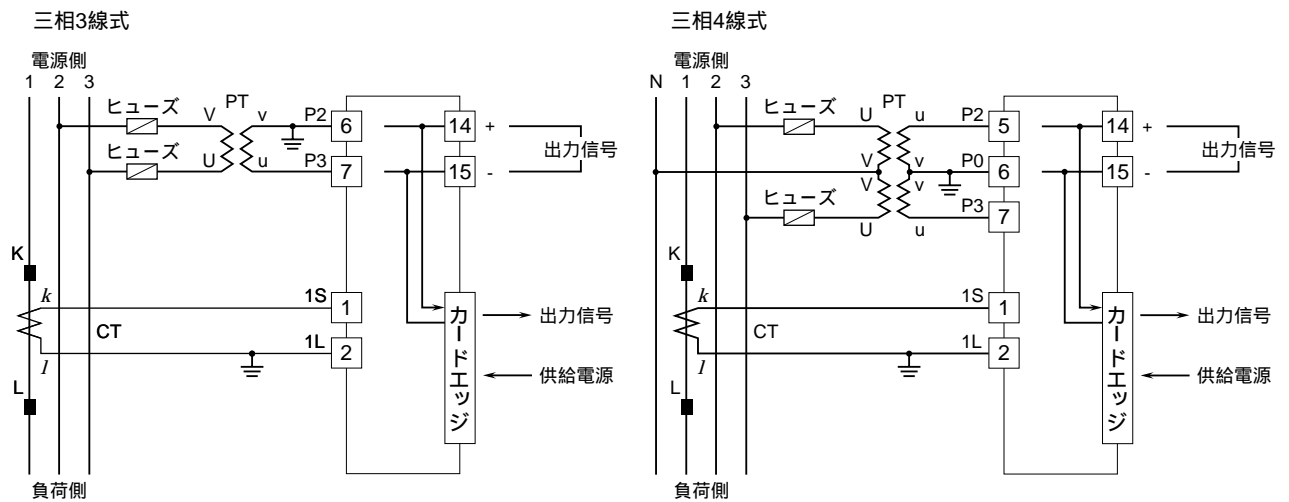 三相3線式
電源側
1 2 3
ヒューズ
V PT v P2 6
14 +
出力信号
ヒューズ
U u P3 7
15 -
K
k 1S 1
CT
l 1L 2
L
カードエッジ
出力信号
供給電源
負荷側
三相4線式
電源側
N 1 2 3
ヒューズ
U PT u P2 5
14 +
出力信号
V v P0 6
15 -
V v
ヒューズ
U u P3 7
K
k 1S 1
CT
l 1L 2
L
カードエッジ
出力信号
供給電源
負荷側